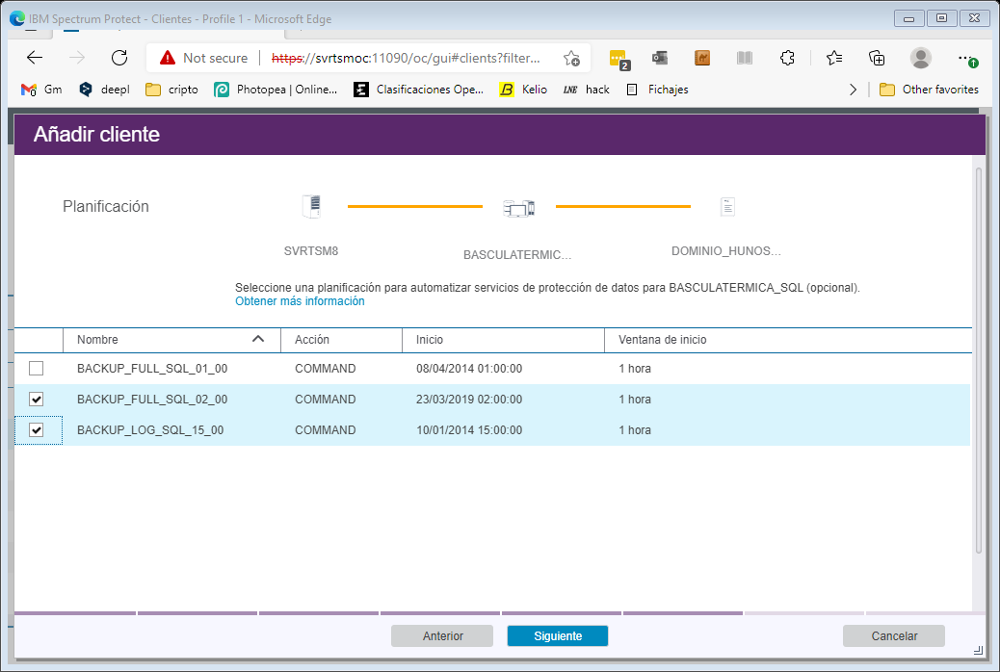 IBM Spectrum Protect - Clientes - Profile 1 - Microsoft Edge
Not secure https://svrtsmoc:11090/oc/gui#clients?filter... 2
Gm deepl cripto Photopea | Online... Clasificaciones Ope... B Kelio LNE hack Fichajes Other favorites
Añadir cliente
Planificación
SVRTSM8 BASCULATERMIC... DOMINIO_HUNOS...
Seleccione una planificación para automatizar servicios de protección de datos para BASCULATERMICA_SQL (opcional).
Obtener más información
Nombre Acción Inicio Ventana de inicio
BACKUP_FULL_SQL_01_00 COMMAND 08/04/2014 01:00:00 1 hora
BACKUP_FULL_SQL_02_00 COMMAND 23/03/2019 02:00:00 1 hora
BACKUP_LOG_SQL_15_00 COMMAND 10/01/2014 15:00:00 1 hora
Anterior Siguiente Cancelar